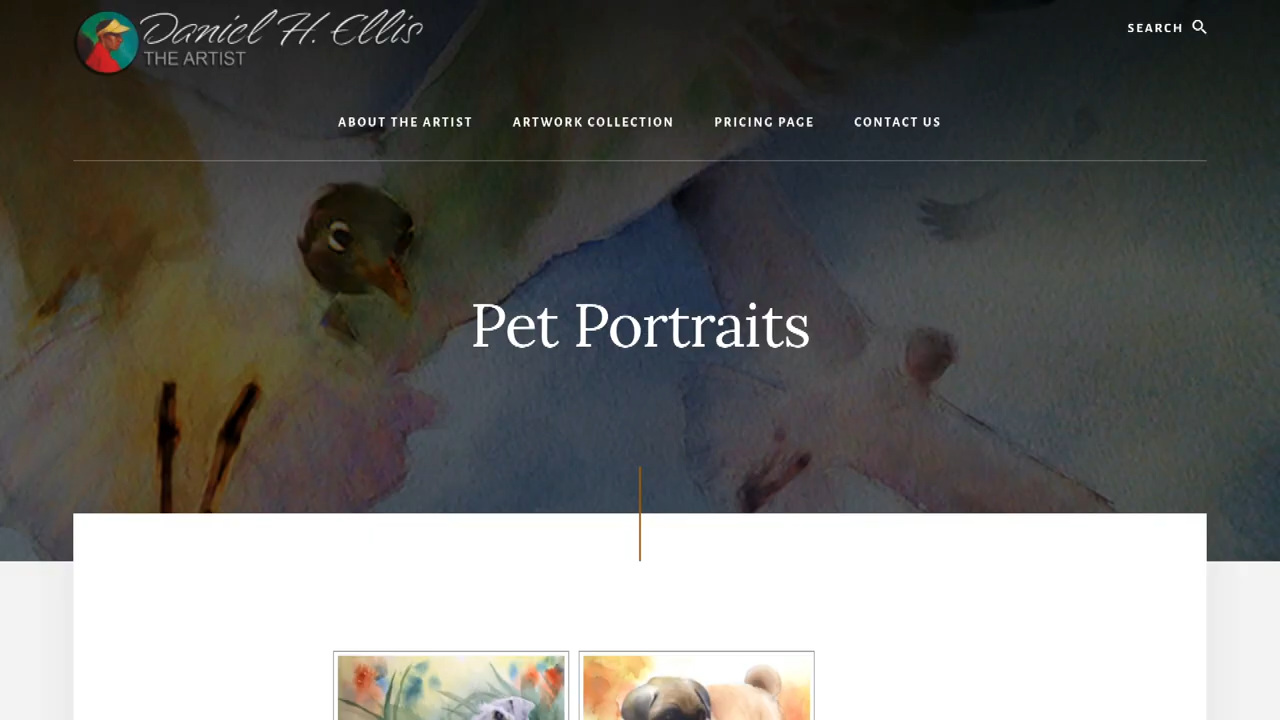 Daniel H. Ellis
THE ARTIST
SEARCH
ABOUT THE ARTIST
ARTWORK COLLECTION
PRICING PAGE
CONTACT US
Pet Portraits